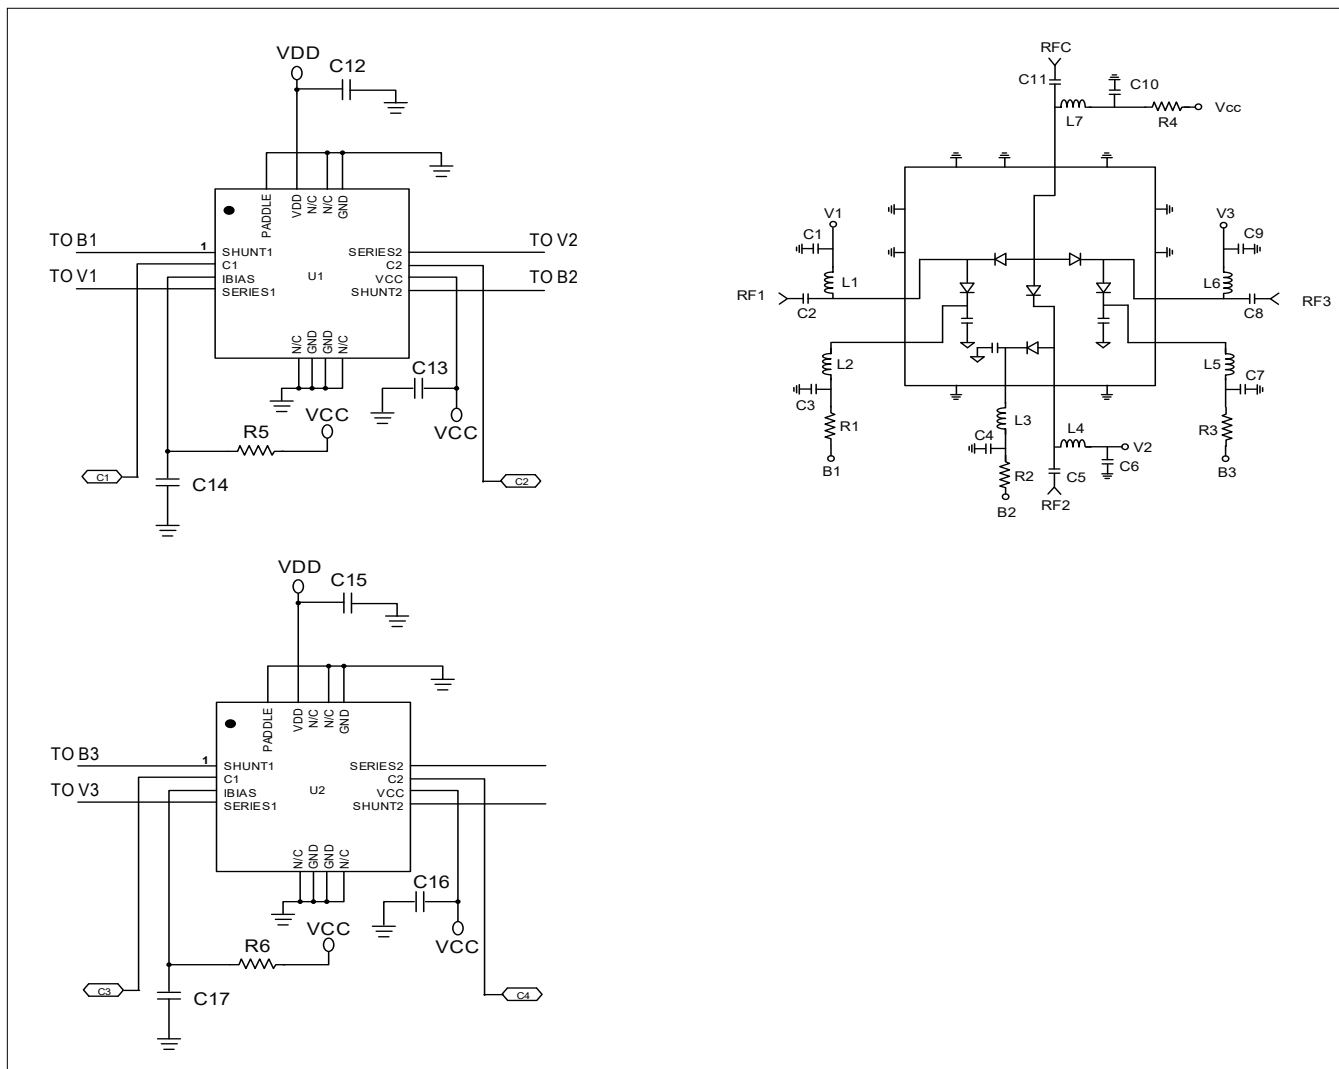 VDD
C12
PADDLE
VDD
N/C
N/C
GND
TO B1
1
SHUNT1
C1
TO V1
IBIAS
SERIES1
U1
SERIES2
TO V2
C2
VCC
TO B2
SHUNT2
N/C
GND
GND
N/C
C13
VCC
VCC
R5
C1
C14
C2
RFC
C11
C10
L7
R4
Vcc
V1
C1
L1
RF1
C2
V3
C9
L6
RF3
C8
L2
C3
R1
B1
L3
C4
R2
B2
L4
V2
C5
C6
RF2
L5
C7
R3
B3
VDD
C15
PADDLE
VDD
N/C
N/C
GND
TO B3
1
SHUNT1
C1
TO V3
IBIAS
SERIES1
U2
SERIES2
C2
VCC
SHUNT2
N/C
GND
GND
N/C
C16
VCC
VCC
R6
C3
C17
C4